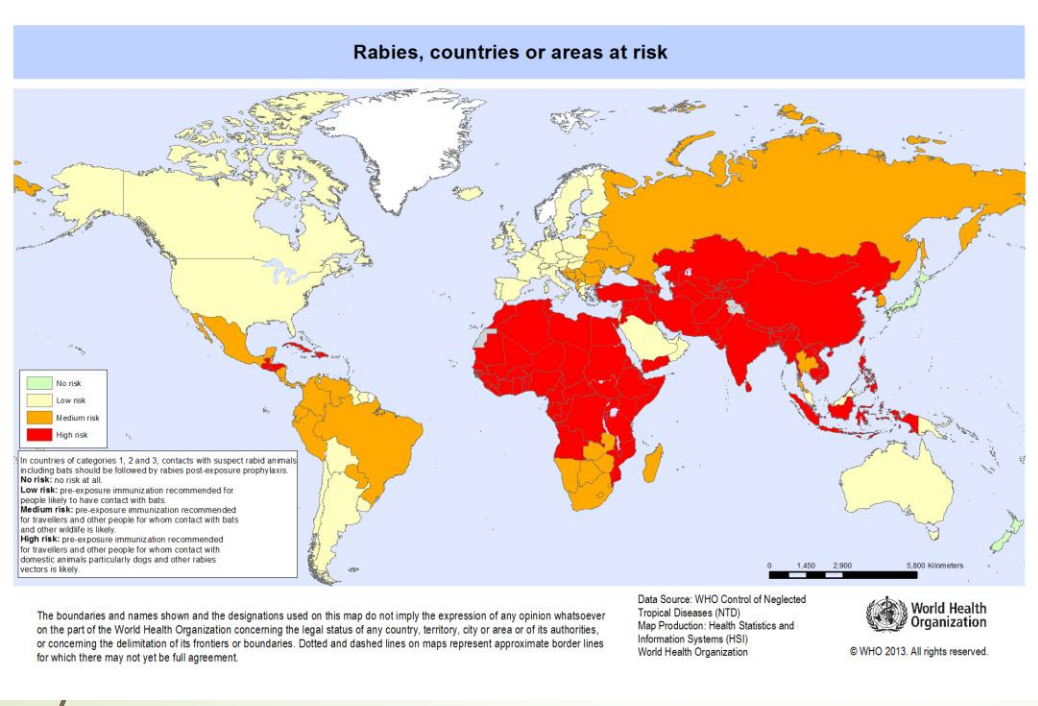 Rabies, countries or areas at risk
No risk
Low risk
Medium risk
High risk
In countries of categories 1, 2 and 3, contacts with suspect rabid animals
including bats should be followed by rabies post-exposure prophylaxis.
No risk: no risk at all.
Low risk: pre-exposure immunization recommended for
people likely to have contact with bats.
Medium risk: pre-exposure immunization recommended
for travellers and other people for whom contact with bats
and other wildlife is likely.
High risk: pre-exposure immunization recommended
for travellers and other people for whom contact with
domestic animals particularly dogs and other rabies
vectors is likely.
0 1,450 2,900 5,800 Kilometers
The boundaries and names shown and the designations used on this map do not imply the expression of any opinion whatsoever
on the part of the World Health Organization concerning the legal status of any country, territory, city or area or of its authorities,
or concerning the delimitation of its frontiers or boundaries. Dotted and dashed lines on maps represent approximate border lines
for which there may not yet be full agreement.
Data Source: WHO Control of Neglected
Tropical Diseases (NTD)
Map Production: Health Statistics and
Information Systems (HSI)
World Health Organization
World Health
Organization
© WHO 2013. All rights reserved.